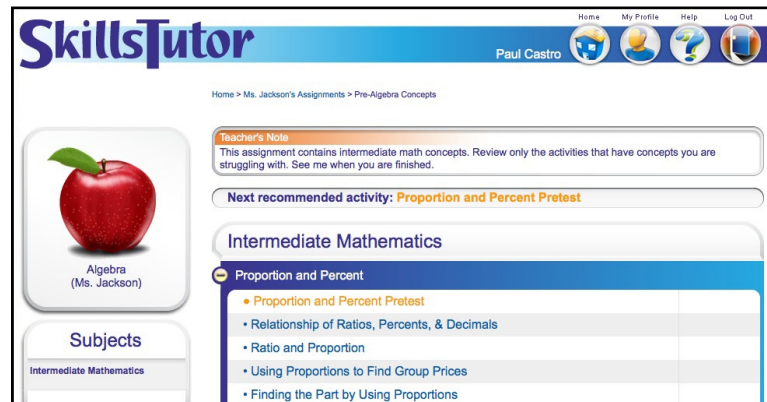 Home My Profile Help Log Out
SkillsTutor
Paul Castro
Home > Ms. Jackson's Assignments > Pre-Algebra Concepts
Teacher's Note
This assignment contains intermediate math concepts. Review only the activities that have concepts you are
struggling with. See me when you are finished.
Next recommended activity: Proportion and Percent Pretest
Algebra
(Ms. Jackson)
Subjects
Intermediate Mathematics
Intermediate Mathematics
Proportion and Percent
• Proportion and Percent Pretest
• Relationship of Ratios, Percents, & Decimals
• Ratio and Proportion
• Using Proportions to Find Group Prices
• Finding the Part by Using Proportions